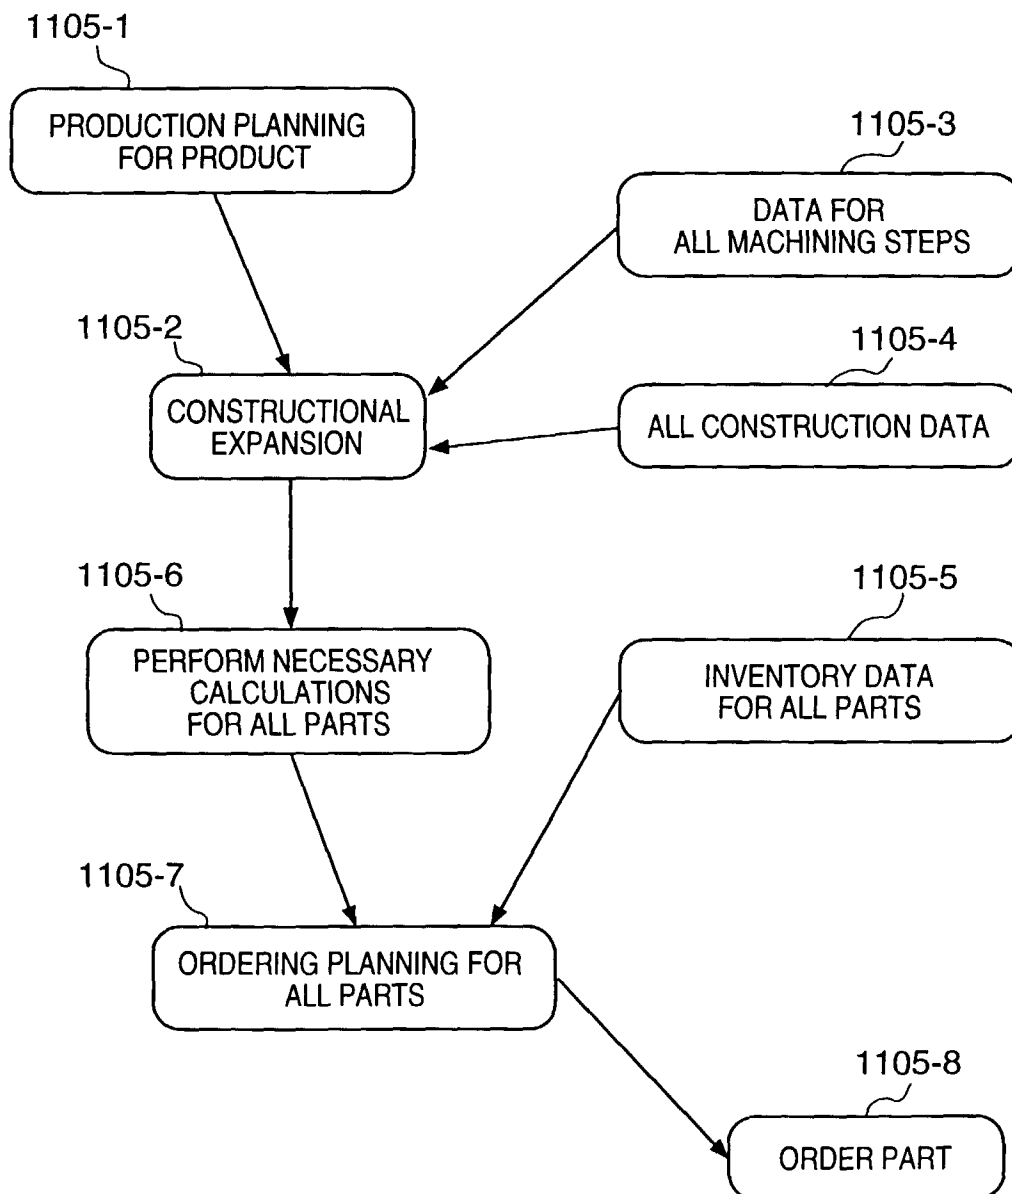 1105-1
PRODUCTION PLANNING
FOR PRODUCT
1105-3
DATA FOR
ALL MACHINING STEPS
1105-2
CONSTRUCTIONAL
EXPANSION
1105-4
ALL CONSTRUCTION DATA
1105-6
PERFORM NECESSARY
CALCULATIONS
FOR ALL PARTS
1105-5
INVENTORY DATA
FOR ALL PARTS
1105-7
ORDERING PLANNING FOR
ALL PARTS
1105-8
ORDER PART